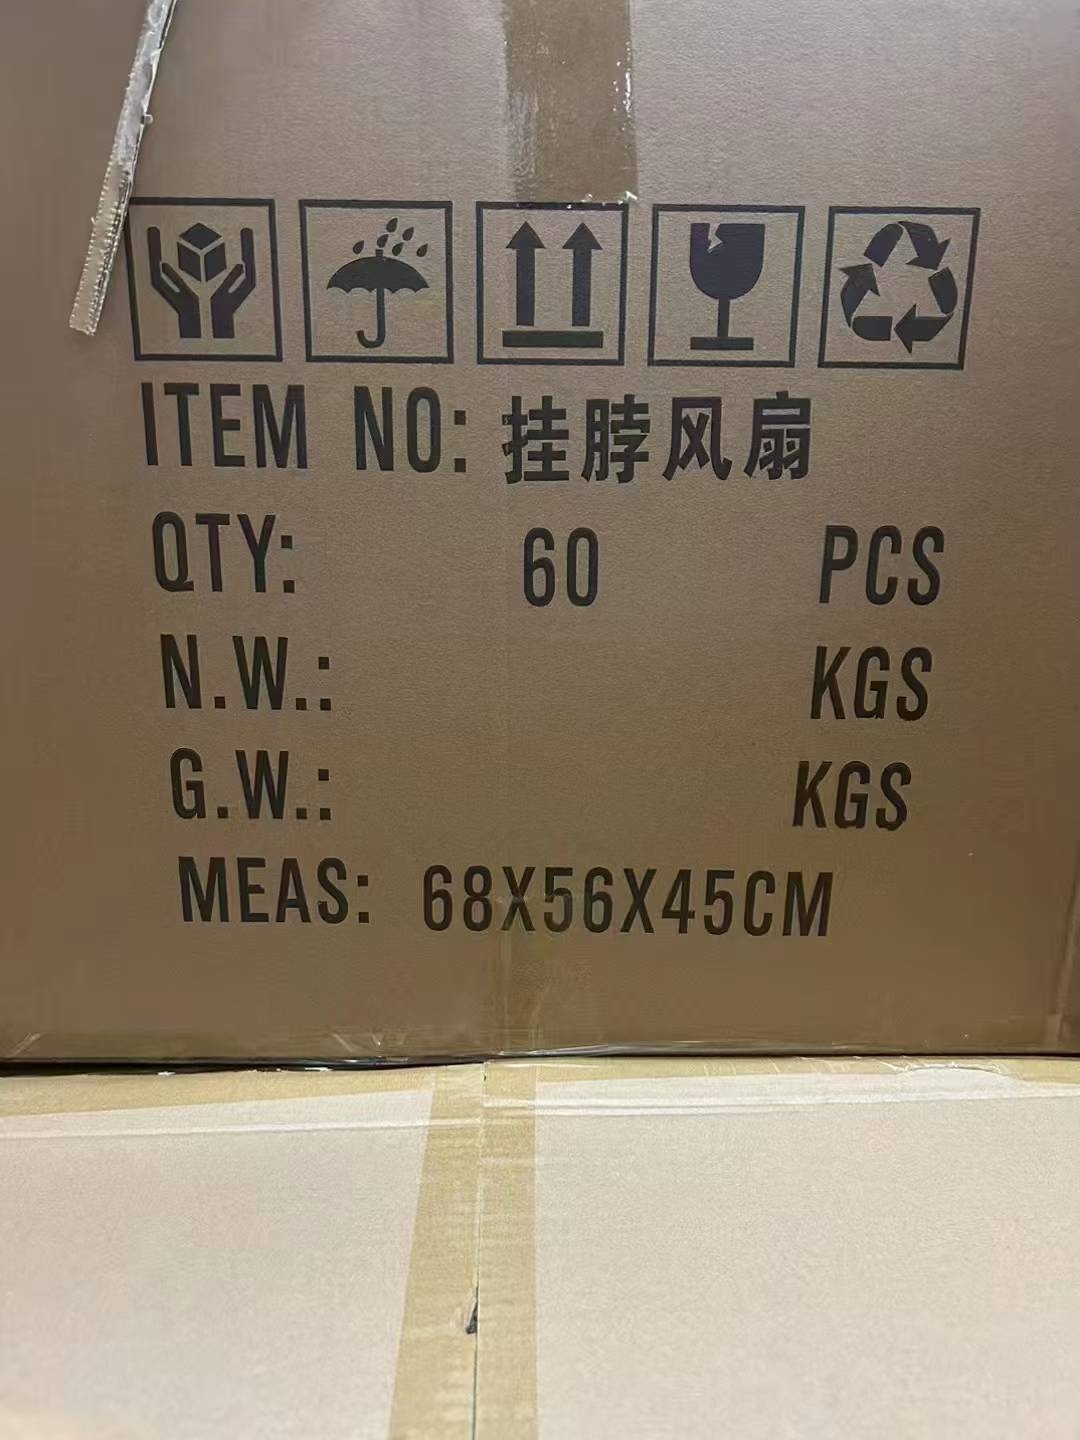 ITEM NO: 挂脖风扇
QTY: 60 PCS
N.W.: KGS
G.W.: KGS
MEAS: 68X56X45CM